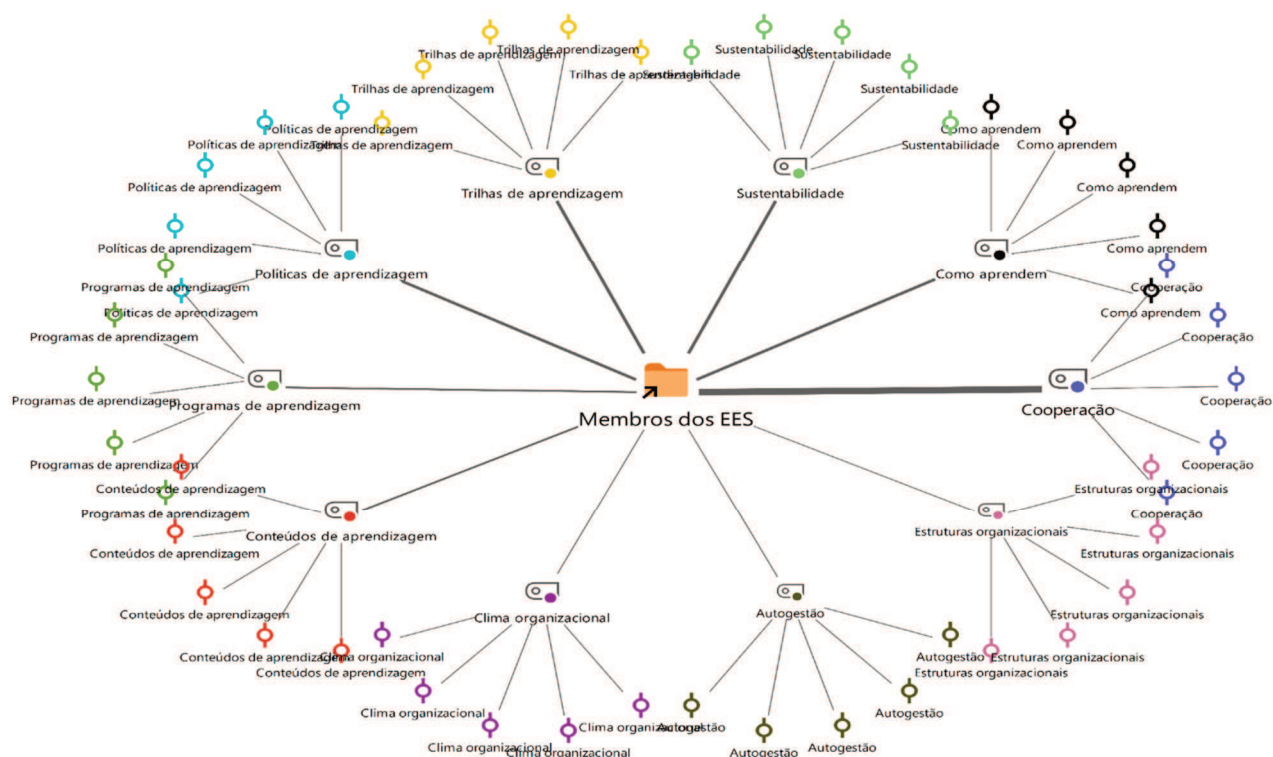 Trilhas de aprendizagem
Sustentabilidade
Trilhas de aprendizagem
Sustentabilidade
Trilhas de aprendizagem
Sustentabilidade
Trilhas de aprendizagem
Sustentabilidade
Políticas de aprendizagem
Como aprendem
Políticas de aprendizagem
Trilhas de aprendizagem
Sustentabilidade
Como aprendem
Políticas de aprendizagem
Trilhas de aprendizagem
Sustentabilidade
Como aprendem
Políticas de aprendizagem
Como aprendem
Políticas de aprendizagem
Como aprendem
Programas de aprendizagem
Cooperação
Políticas de aprendizagem
Como aprendem
Programas de aprendizagem
Cooperação
Programas de aprendizagem
Programas de aprendizagem
Membros dos EES
Cooperação
Cooperação
Programas de aprendizagem
Cooperação
Conteúdos de aprendizagem
Estruturas organizacionais
Programas de aprendizagem
Cooperação
Conteúdos de aprendizagem
Estruturas organizacionais
Conteúdos de aprendizagem
Estruturas organizacionais
Conteúdos de aprendizagem
Clima organizacional
Autogestão
Estruturas organizacionais
Conteúdos de aprendizagem
Clima organizacional
Autogestão
Estruturas organizacionais
Conteúdos de aprendizagem
Estruturas organizacionais
Clima organizacional
Autogestão
Clima organizacional
Autogestão
Clima organizacional
Clima organizacional
Autogestão
Autogestão